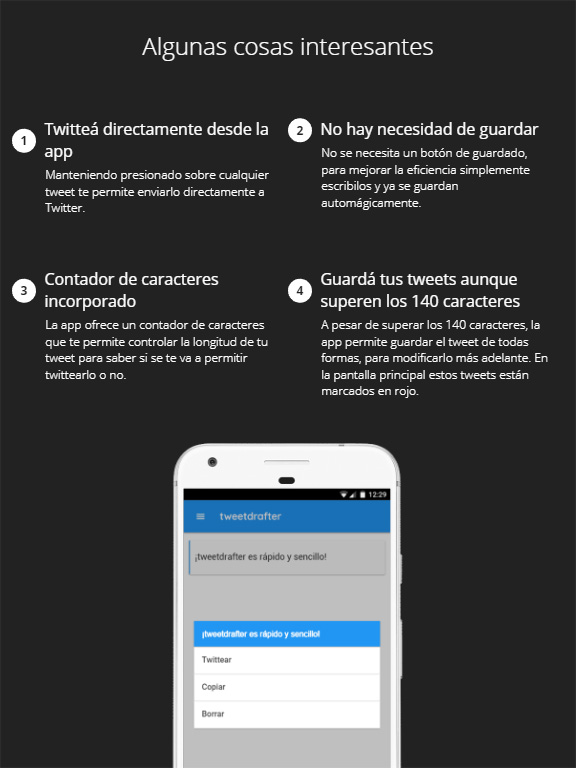 Algunas cosas interesantes
1
Twitteá directamente desde la
app
Manteniendo presionado sobre cualquier
tweet te permite enviarlo directamente a
Twitter.
2
No hay necesidad de guardar
No se necesita un botón de guardado,
para mejorar la eficiencia simplemente
escribilos y ya se guardan
automágicamente.
3
Contador de caracteres
incorporado
La app ofrece un contador de caracteres
que te permite controlar la longitud de tu
tweet para saber si se te va a permitir
twittearlo o no.
4
Guardá tus tweets aunque
superen los 140 caracteres
A pesar de superar los 140 caracteres, la
app permite guardar el tweet de todas
formas, para modificarlo más adelante. En
la pantalla principal estos tweets están
marcados en rojo.
12:29
tweetdrafter
¡tweetdrafter es rápido y sencillo!
¡tweetdrafter es rápido y sencillo!
Twittear
Copiar
Borrar